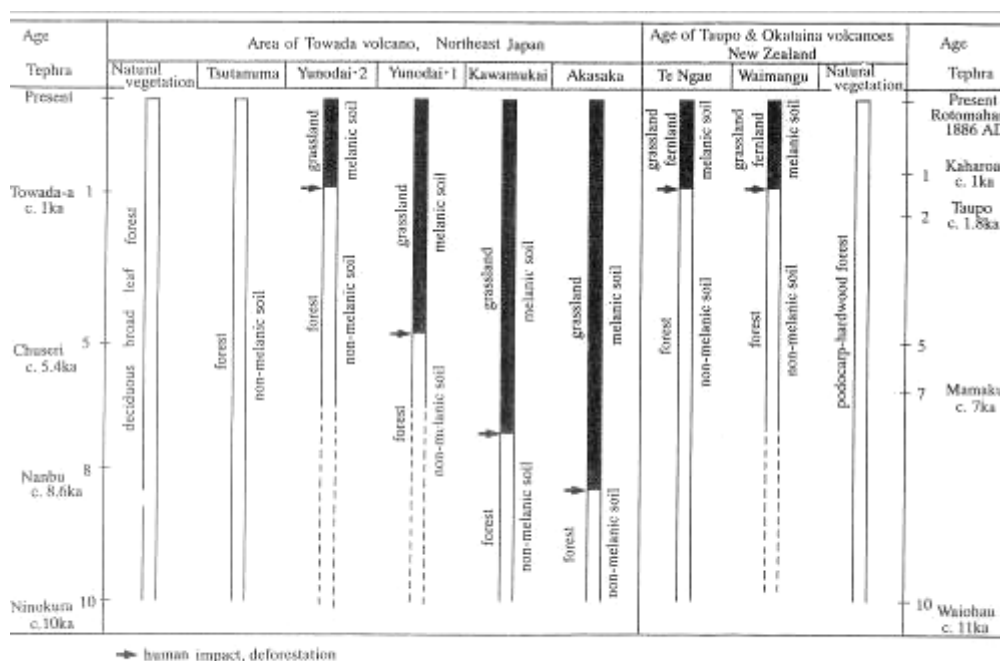 Age
Area of Towada volcano, Northeast Japan
Age of Taupo & Okataina volcanoes
New Zealand
Age
Tephra
Natural
vegetation
Tsutanuma
Yunodai-2
Yunodai-1
Kawamukai
Akasaka
Te Ngae
Waimangu
Natural
vegetation
Tephra
Present
Towada-a
c. 1ka
1
Chuseri
c. 5.4ka
5
Nanbu
c. 8.6ka
8
Ninokura
c.10ka
10
deciduous broad leaf forest
forest
non-melanic soil
grassland
melanic soil
forest
non-melanic soil
grassland
melanic soil
forest
non-melanic soil
grassland
melanic soil
forest
non-melanic soil
grassland
melanic soil
forest
non-melanic soil
grassland
fernland
melanic soil
forest
non-melanic soil
grassland
fernland
melanic soil
forest
non-melanic soil
podocarp-hardwood forest
Present
Rotomahan
1886 AD
1
Kaharoa
c. 1ka
2
Taupo
c. 1.8ka
5
7
Mamaku
c. 7ka
10
Waiohau
c. 11ka
human impact, deforestation